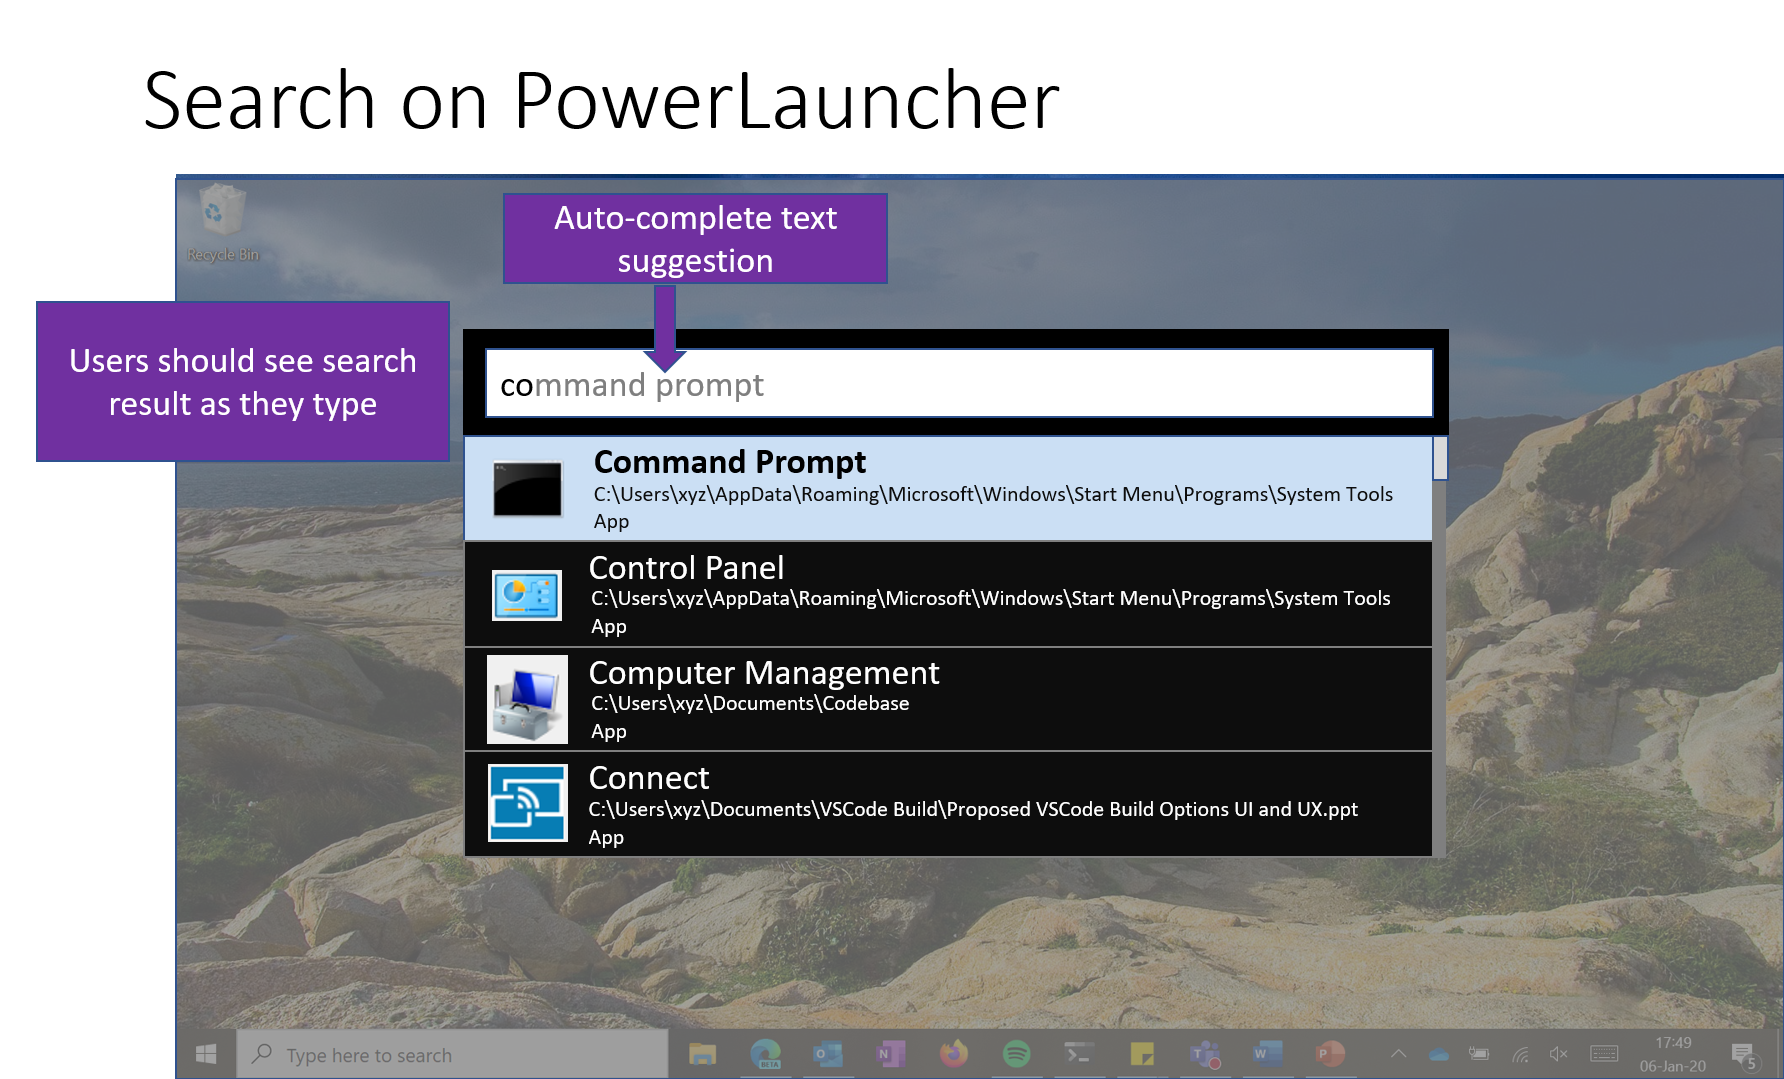 Search on PowerLauncher
Recycle Bin
Auto-complete text
suggestion
Users should see search
result as they type
command prompt
Command Prompt
C:\Users\xyz\AppData\Roaming\Microsoft\Windows\Start Menu\Programs\System Tools
App
Control Panel
C:\Users\xyz\AppData\Roaming\Microsoft\Windows\Start Menu\Programs\System Tools
App
Computer Management
C:\Users\xyz\Documents\Codebase
App
Connect
C:\Users\xyz\Documents\VSCode Build\Proposed VSCode Build Options UI and UX.ppt
App
Type here to search
BETA
17:49
06-Jan-20
5